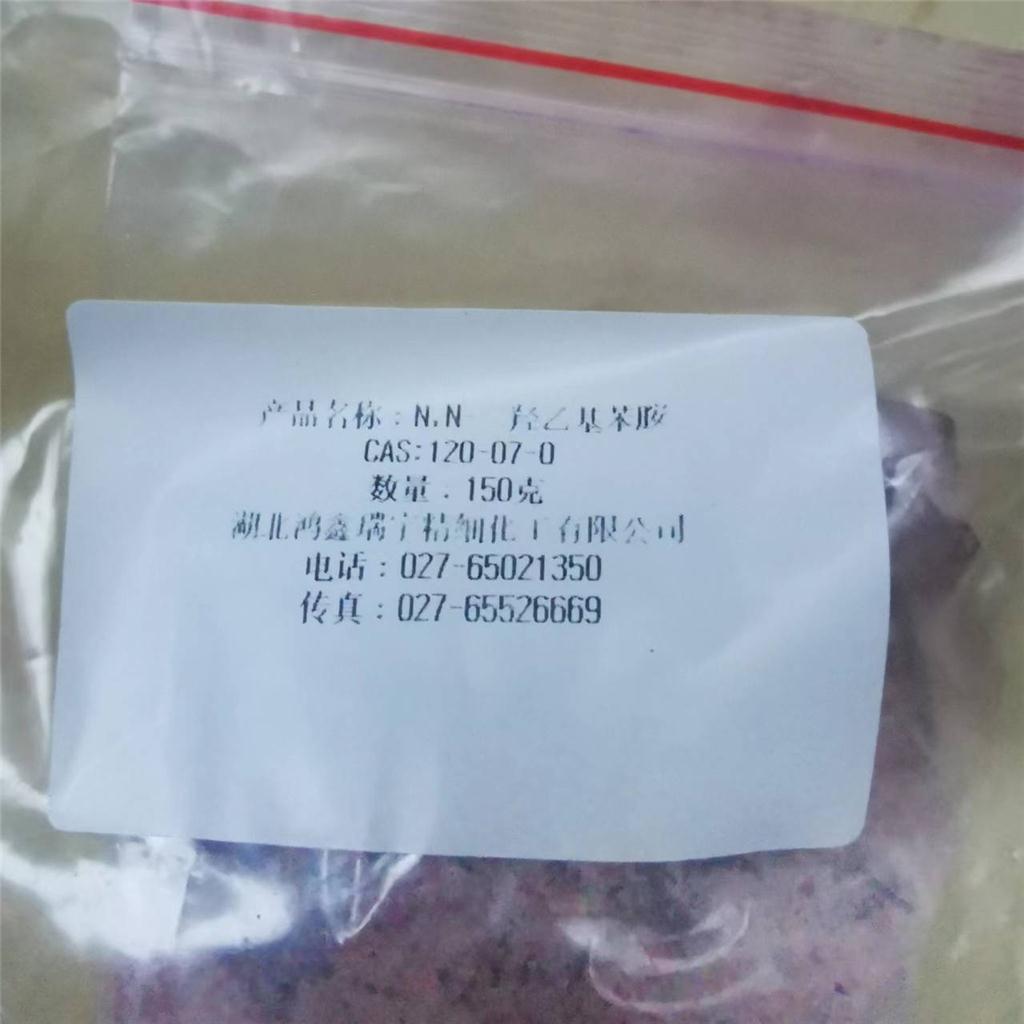 产品名称：N,N- 羟乙基苯胺
CAS:120-07-0
数量：150克
湖北鸿鑫瑞宇精细化工有限公司
电话：027-65021350
传真：027-65526669